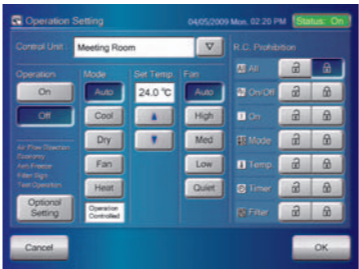 Operation Setting
04/05/2009 Mon. 02:20 PM
Status: On
Control Unit:
Meeting Room
R.C. Prohibition
Operation
Mode
Set Temp.
Fan
All
On
Auto
24.0 °C
Auto
On/Off
Off
Cool
High
On
Dry
Med
Mode
Air Flow Direction
Economy
Anti-Freeze
Filter Sign
Test Operation
Fan
Low
Temp.
Heat
Quiet
Timer
Optional
Setting
Operation
Controlled
Filter
Cancel
OK